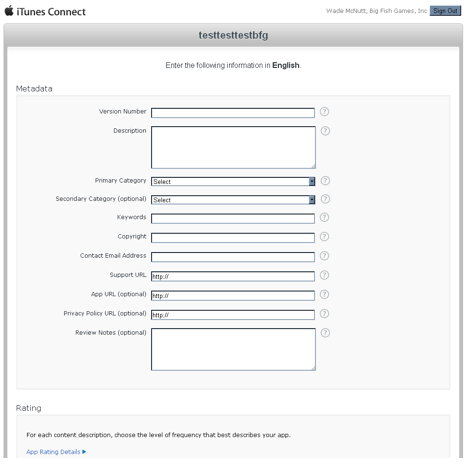 iTunes Connect
Wade McNutt, Big Fish Games, Inc Sign Out
testtesttestbfg
Enter the following information in English.
Metadata
Version Number ?
Description ?
Primary Category Select ?
Secondary Category (optional) Select ?
Keywords ?
Copyright ?
Contact Email Address ?
Support URL http:// ?
App URL (optional) http:// ?
Privacy Policy URL (optional) http:// ?
Review Notes (optional) ?
Rating
For each content description, choose the level of frequency that best describes your app.
App Rating Details